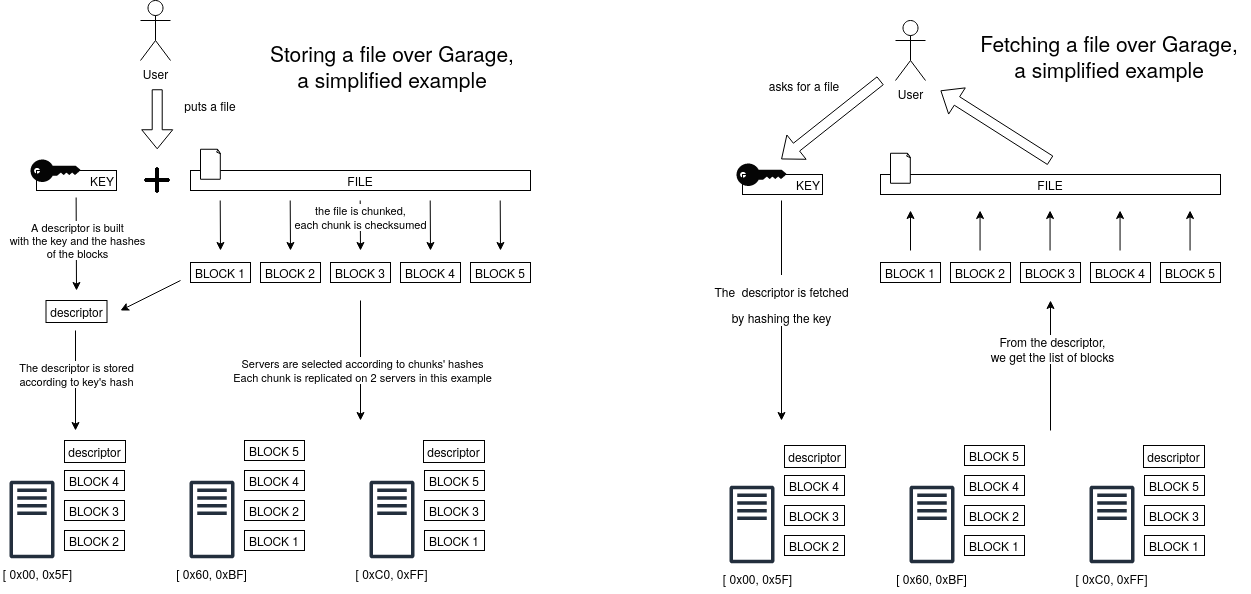 Storing a file over Garage,
a simplified example
User
puts a file
KEY
FILE
the file is chunked,
each chunk is checksumed
A descriptor is built
with the key and the hashes
of the blocks
BLOCK 1
BLOCK 2
BLOCK 3
BLOCK 4
BLOCK 5
descriptor
The descriptor is stored
according to key's hash
Servers are selected according to chunks' hashes
Each chunk is replicated on 2 servers in this example
descriptor
BLOCK 4
BLOCK 3
BLOCK 2
[ 0x00, 0x5F]
BLOCK 5
BLOCK 4
BLOCK 2
BLOCK 1
[ 0x60, 0xBF]
descriptor
BLOCK 5
BLOCK 3
BLOCK 1
[ 0xC0, 0xFF]
Fetching a file over Garage,
a simplified example
User
asks for a file
KEY
FILE
BLOCK 1
BLOCK 2
BLOCK 3
BLOCK 4
BLOCK 5
The descriptor is fetched
by hashing the key
From the descriptor,
we get the list of blocks
descriptor
BLOCK 4
BLOCK 3
BLOCK 2
[ 0x00, 0x5F]
BLOCK 5
BLOCK 4
BLOCK 2
BLOCK 1
[ 0x60, 0xBF]
descriptor
BLOCK 5
BLOCK 3
BLOCK 1
[ 0xC0, 0xFF]